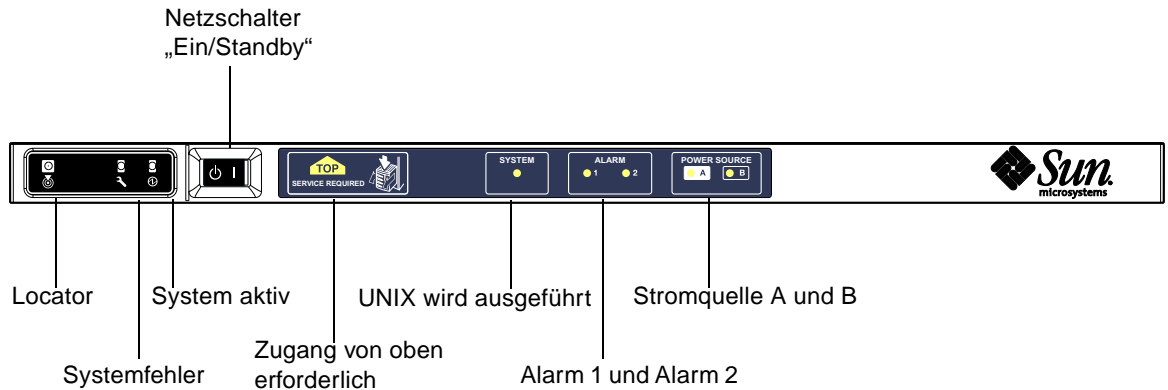 Netzschalter
„Ein/Standby“
TOP
SERVICE REQUIRED
SYSTEM
ALARM
1 2
POWER SOURCE
A B
Sun.
microsystems
Locator
System aktiv
UNIX wird ausgeführt
Stromquelle A und B
Systemfehler
Zugang von oben
erforderlich
Alarm 1 und Alarm 2